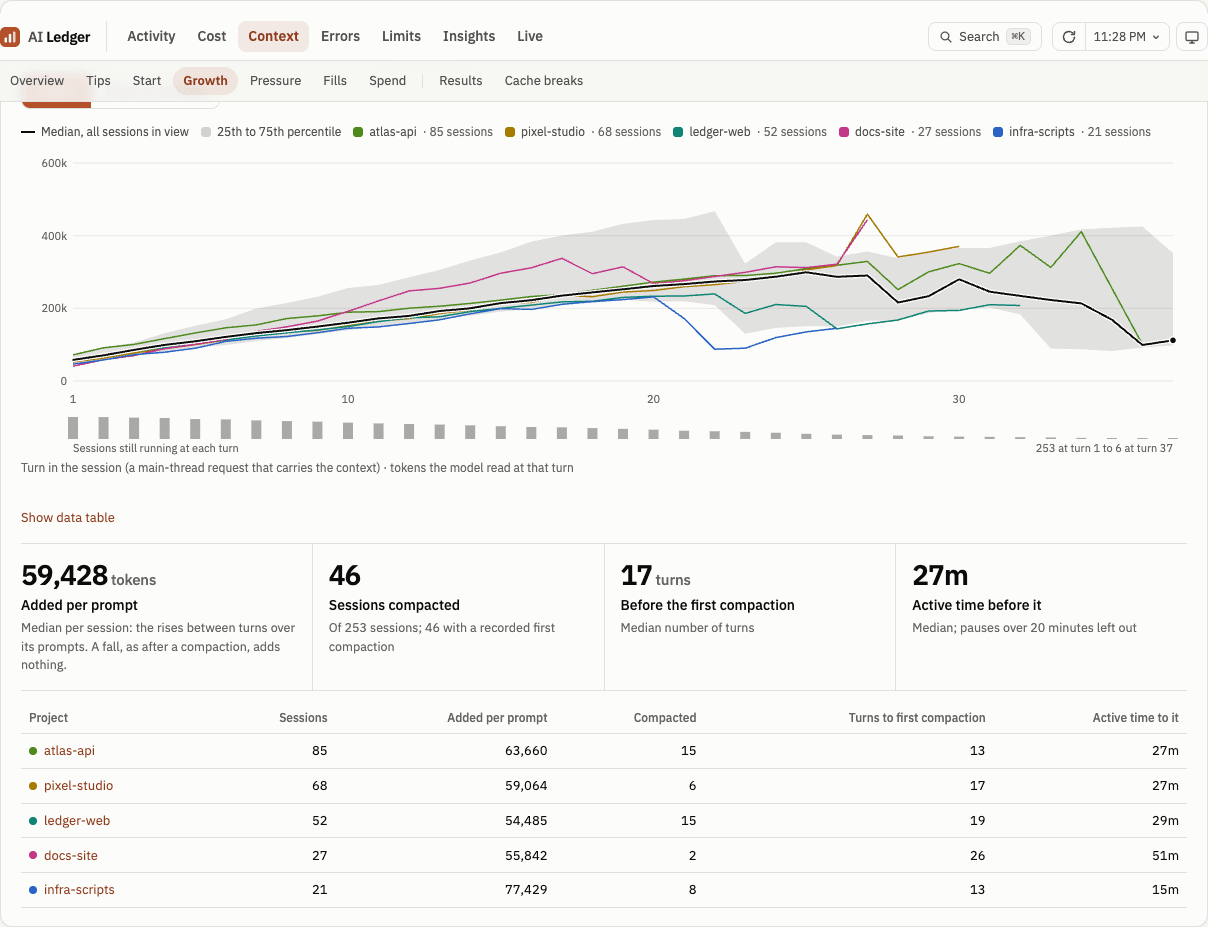 AI Ledger Activity Cost Context Errors Limits Insights Live Search ⌘K 11:28 PM
Overview Tips Start Growth Pressure Fills Spend Results Cache breaks
Median, all sessions in view 25th to 75th percentile atlas-api · 85 sessions pixel-studio · 68 sessions ledger-web · 52 sessions docs-site · 27 sessions infra-scripts · 21 sessions
600k
400k
200k
0
1 10 20 30
Sessions still running at each turn 253 at turn 1 to 6 at turn 37
Turn in the session (a main-thread request that carries the context) · tokens the model read at that turn
Show data table
59,428 tokens
Added per prompt
Median per session: the rises between turns over
its prompts. A fall, as after a compaction, adds
nothing.
46
Sessions compacted
Of 253 sessions; 46 with a recorded first
compaction
17 turns
Before the first compaction
Median number of turns
27m
Active time before it
Median; pauses over 20 minutes left out
Project Sessions Added per prompt Compacted Turns to first compaction Active time to it
atlas-api 85 63,660 15 13 27m
pixel-studio 68 59,064 6 17 27m
ledger-web 52 54,485 15 19 29m
docs-site 27 55,842 2 26 51m
infra-scripts 21 77,429 8 13 15m